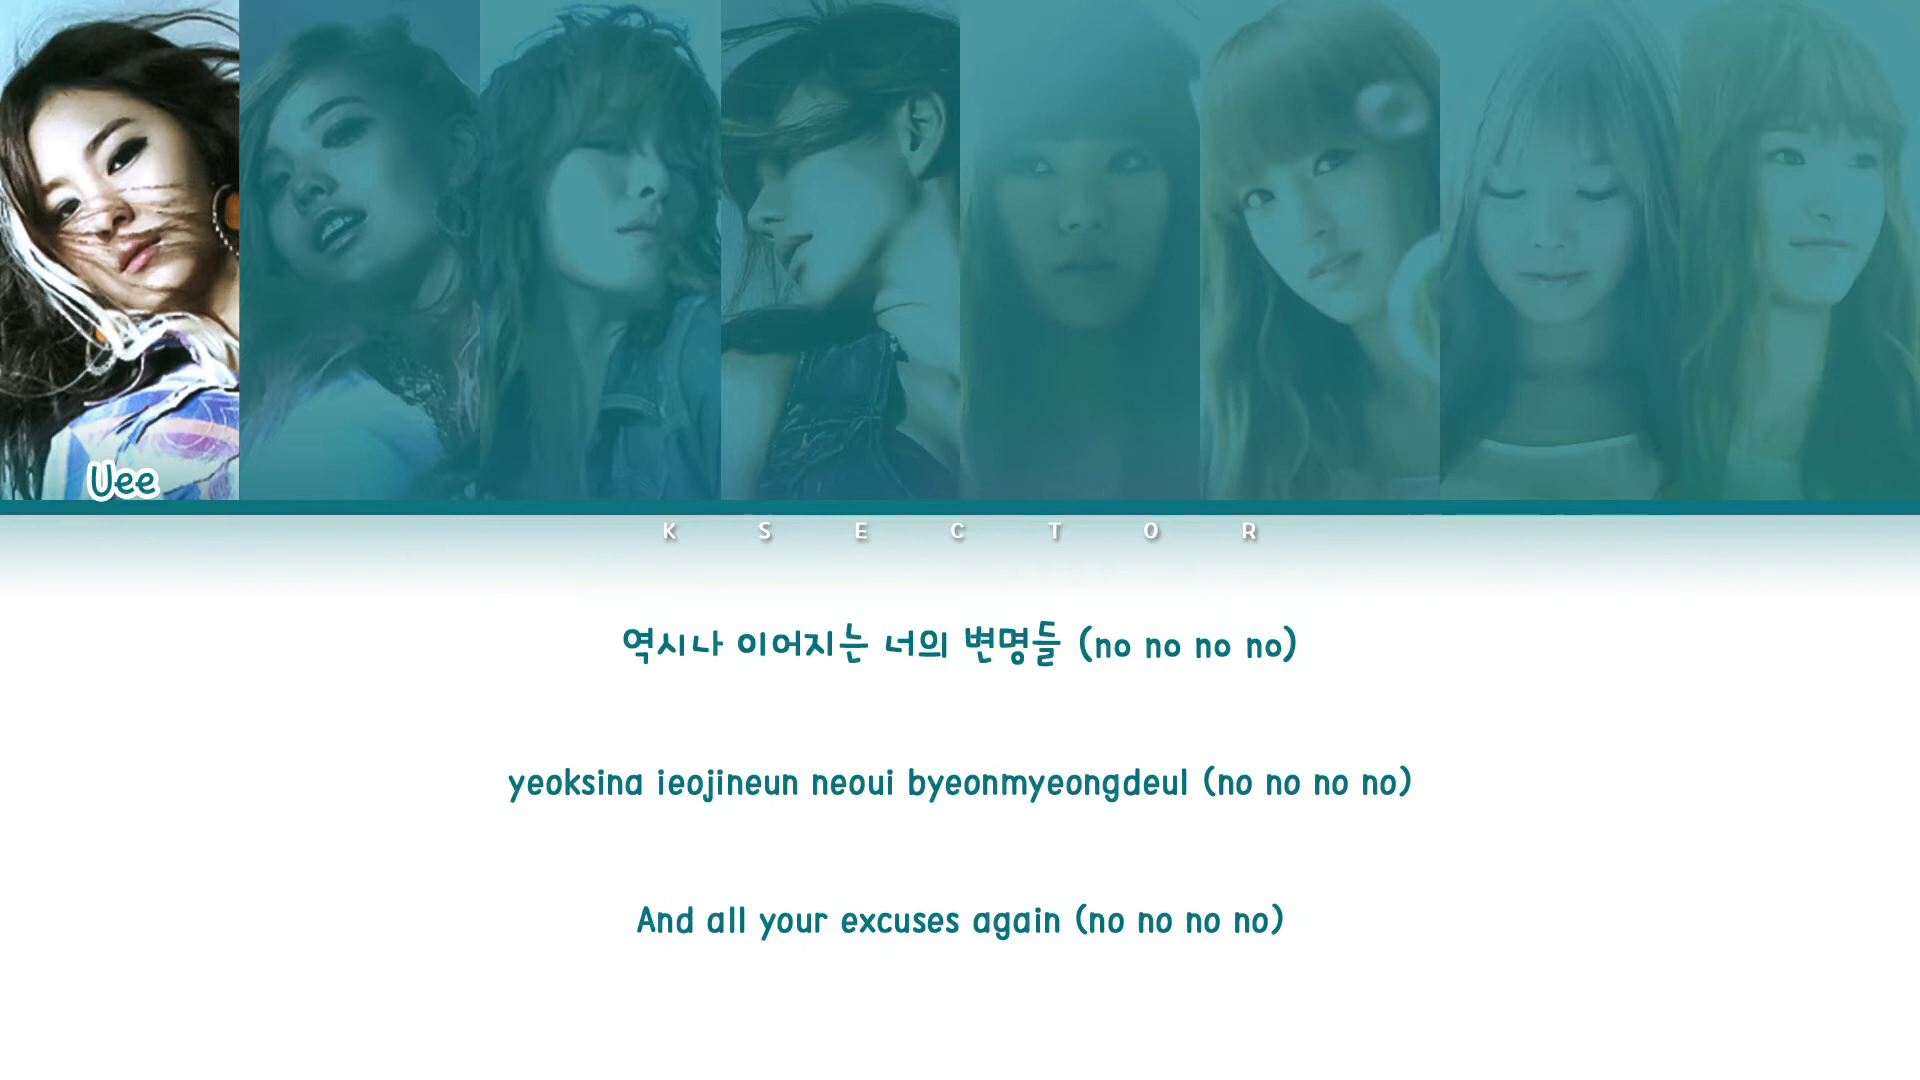 Uee
K S E C T O R
역시나 이어지는 너의 변명들 (no no no no)
yeoksina ieojineun neoui byeonmyeongdeul (no no no no)
And all your excuses again (no no no no)